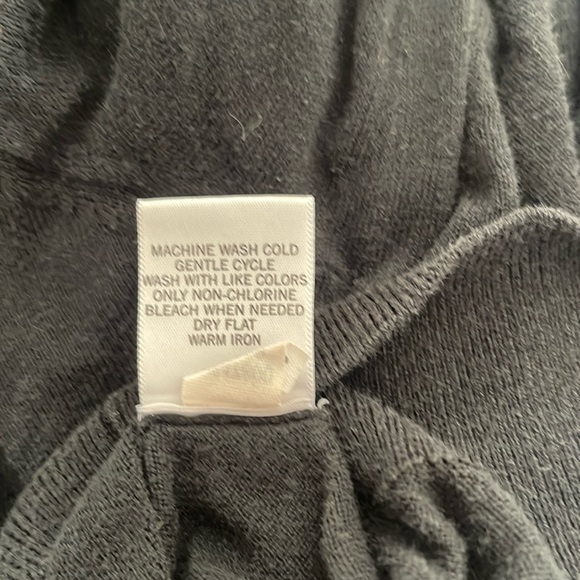 MACHINE WASH COLD
GENTLE CYCLE
WASH WITH LIKE COLORS
ONLY NON-CHLORINE
BLEACH WHEN NEEDED
DRY FLAT
WARM IRON